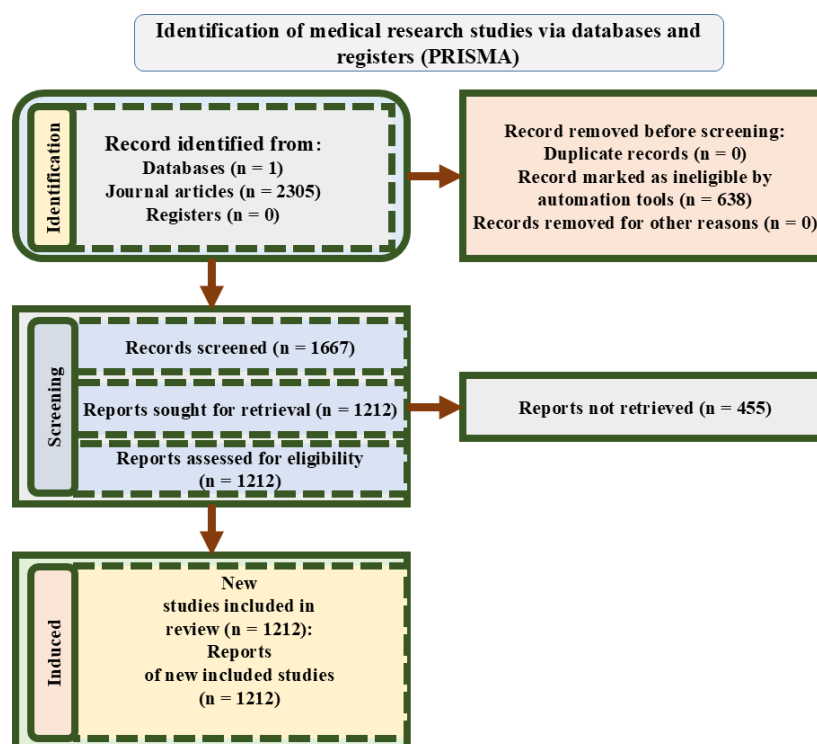 Identification of medical research studies via databases and
registers (PRISMA)
Identification
Record identified from:
Databases (n = 1)
Journal articles (n = 2305)
Registers (n = 0)
Record removed before screening:
Duplicate records (n = 0)
Record marked as ineligible by
automation tools (n = 638)
Records removed for other reasons (n = 0)
Screening
Records screened (n = 1667)
Reports sought for retrieval (n = 1212)
Reports assessed for eligibility
(n = 1212)
Reports not retrieved (n = 455)
Induced
New
studies included in
review (n = 1212):
Reports
of new included studies
(n = 1212)